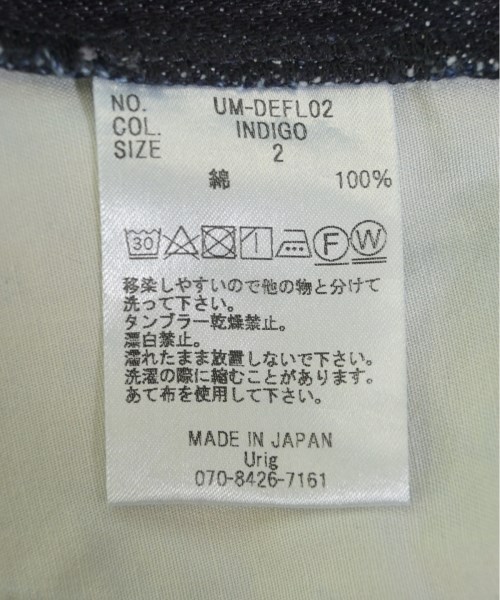 NO. UM-DEFL02
COL. INDIGO
SIZE 2
綿 100%
30 F W
移染しやすいので他の物と分けて
洗って下さい。
タンブラー乾燥禁止。
漂白禁止。
濡れたまま放置しないで下さい。
洗濯の際に縮むことがあります。
あて布を使用して下さい。
MADE IN JAPAN
Urig
070-8426-7161